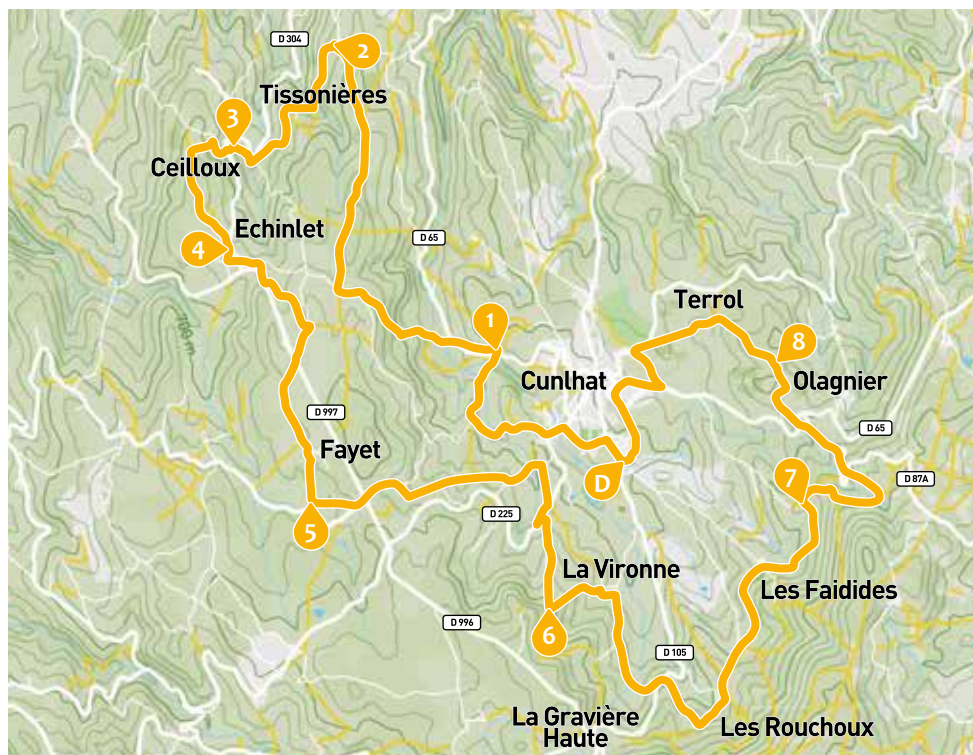 D 304
2
Tissonières
3
Ceilloux
Echinlet
4
D 65
700 m
Terrol
1
8
Cunlhat
Olagnier
D 997
D 65
Fayet
D
7
D 87A
5
D 225
La Vironne
Les Faidides
6
D 996
D 105
La Gravière
Haute
Les Rouchoux